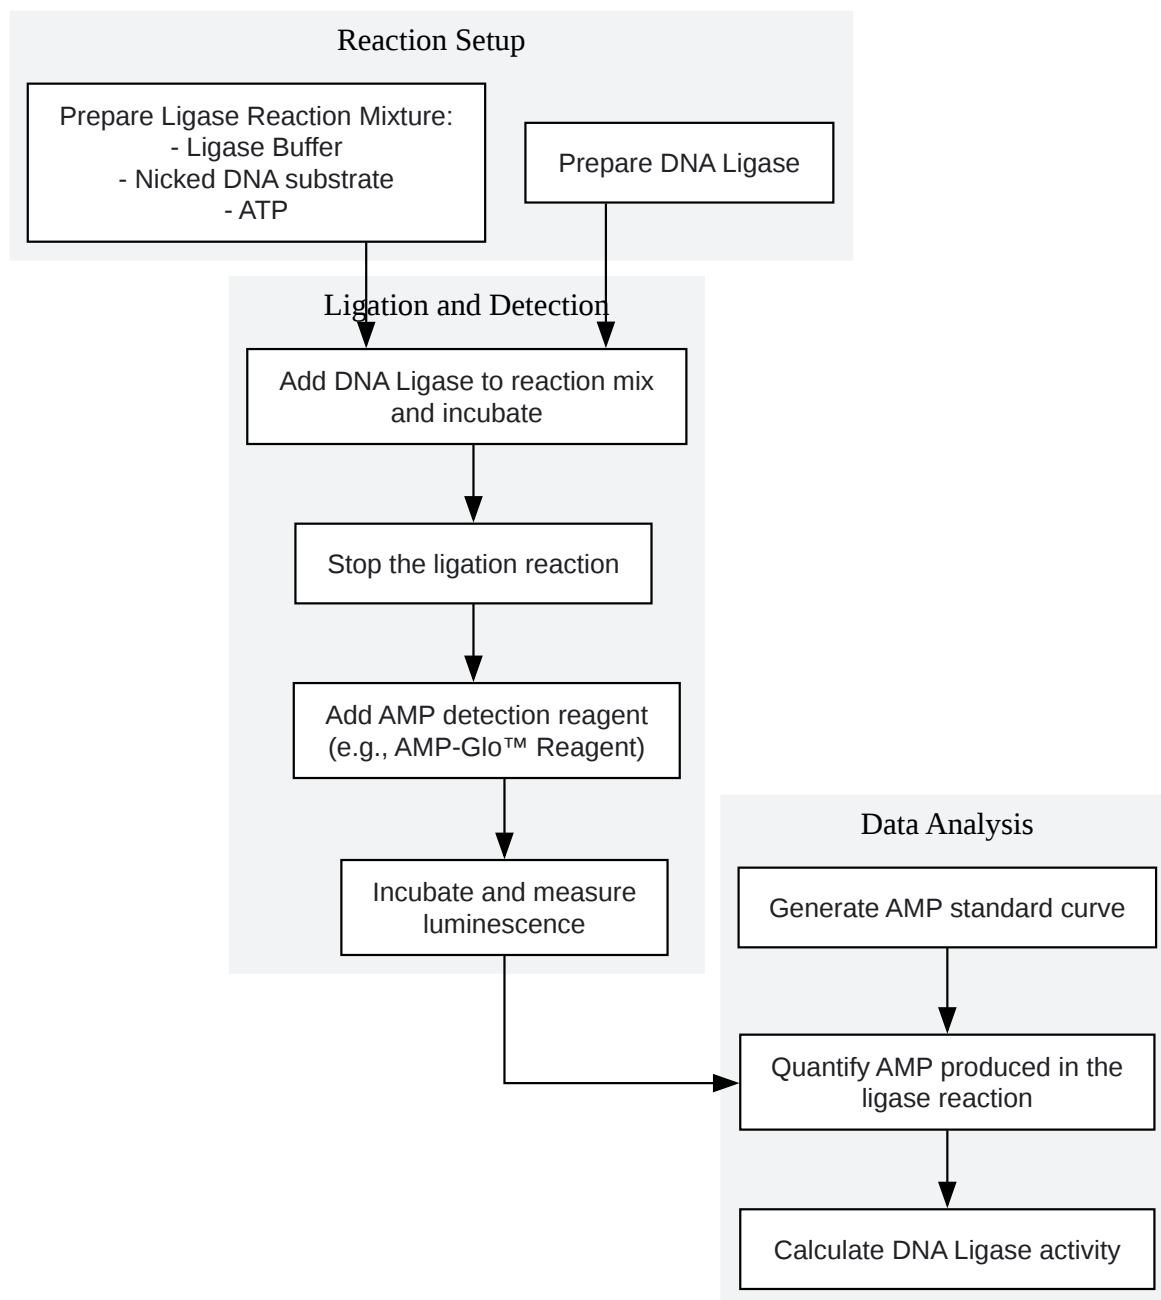 Reaction Setup
Prepare Ligase Reaction Mixture:
- Ligase Buffer
- Nicked DNA substrate
- ATP
Prepare DNA Ligase
Ligation and Detection
Add DNA Ligase to reaction mix
and incubate
Stop the ligation reaction
Add AMP detection reagent
(e.g., AMP-Glo™ Reagent)
Incubate and measure
luminescence
Data Analysis
Generate AMP standard curve
Quantify AMP produced in the
ligase reaction
Calculate DNA Ligase activity